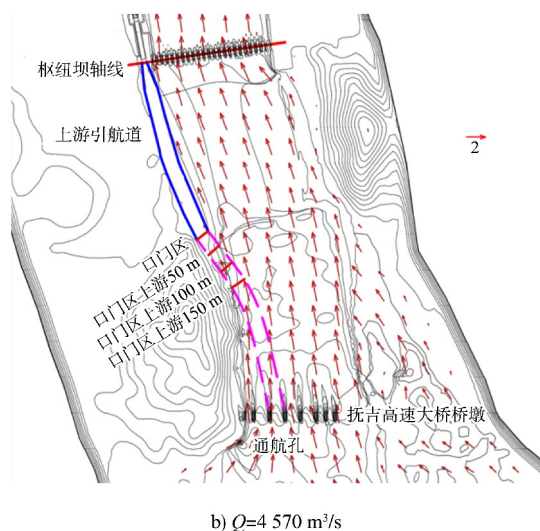 枢纽坝轴线
上游引航道
2
口门区
口门区上游50 m
口门区上游100 m
口门区上游150 m
抚吉高速大桥桥墩
通航孔
b) Q=4 570 m³/s